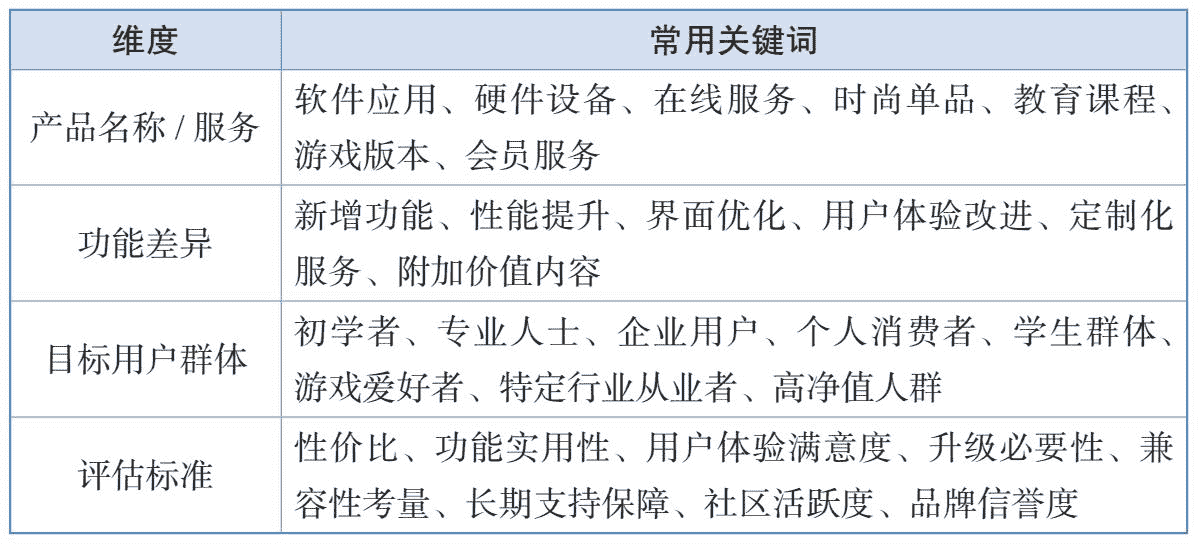 维度
常用关键词
产品名称 / 服务
软件应用、硬件设备、在线服务、时尚单品、教育课程、
游戏版本、会员服务
功能差异
新增功能、性能提升、界面优化、用户体验改进、定制化
服务、附加价值内容
目标用户群体
初学者、专业人士、企业用户、个人消费者、学生群体、
游戏爱好者、特定行业从业者、高净值人群
评估标准
性价比、功能实用性、用户体验满意度、升级必要性、兼
容性考量、长期支持保障、社区活跃度、品牌信誉度